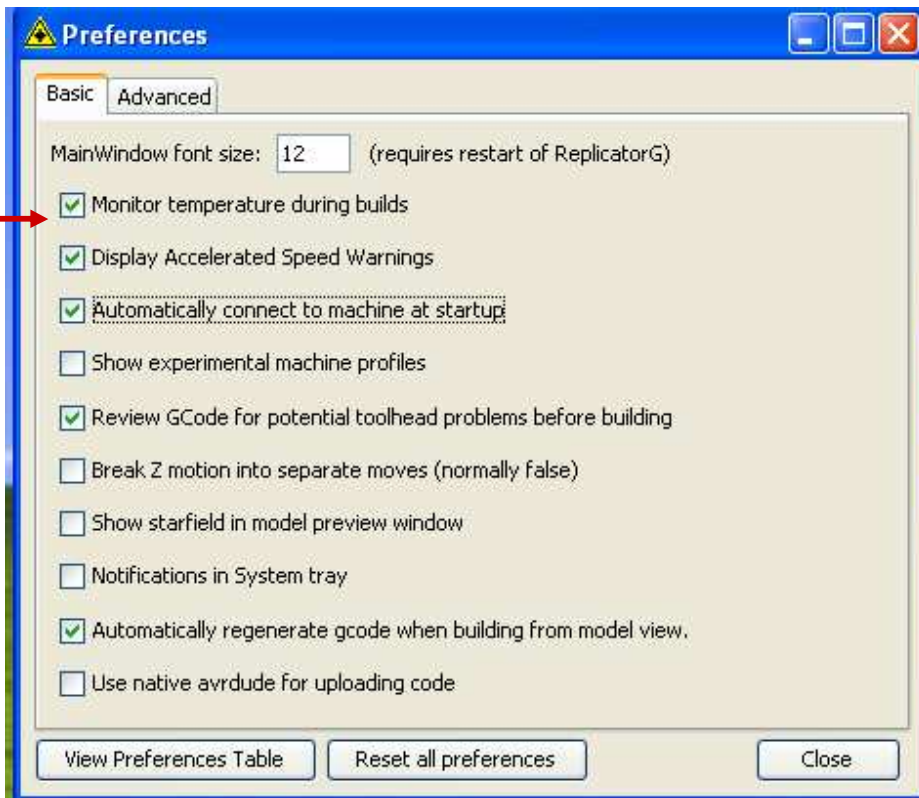 Preferences
Basic Advanced
MainWindow font size: 12 (requires restart of ReplicatorG)
Monitor temperature during builds
Display Accelerated Speed Warnings
Automatically connect to machine at startup
Show experimental machine profiles
Review GCode for potential toolhead problems before building
Break Z motion into separate moves (normally false)
Show starfield in model preview window
Notifications in System tray
Automatically regenerate gcode when building from model view.
Use native avrdude for uploading code
View Preferences Table Reset all preferences Close